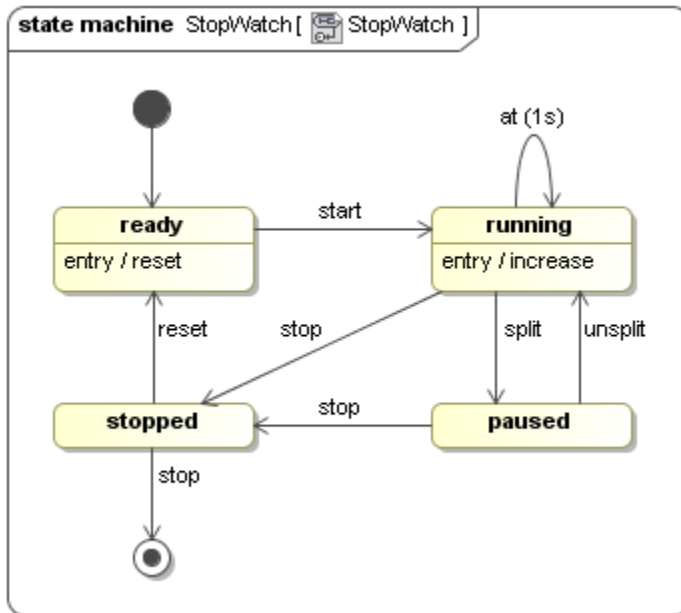 state machine StopWatch [ StopWatch ]
at (1s)
ready
entry / reset
start
running
entry / increase
reset
stop
split
unsplit
stopped
stop
paused
stop